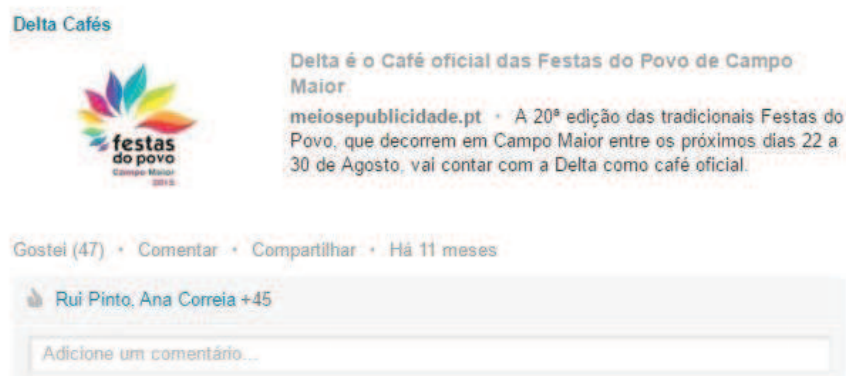 Delta Cafés
festas
do povo
Campo Maior
2015
Delta é o Café oficial das Festas do Povo de Campo
Maior
meiosepublicidade.pt · A 20ª edição das tradicionais Festas do
Povo, que decorrem em Campo Maior entre os próximos dias 22 a
30 de Agosto, vai contar com a Delta como café oficial.
Gostei (47) · Comentar · Compartilhar · Há 11 meses
Rui Pinto, Ana Correia +45
Adicione um comentário...